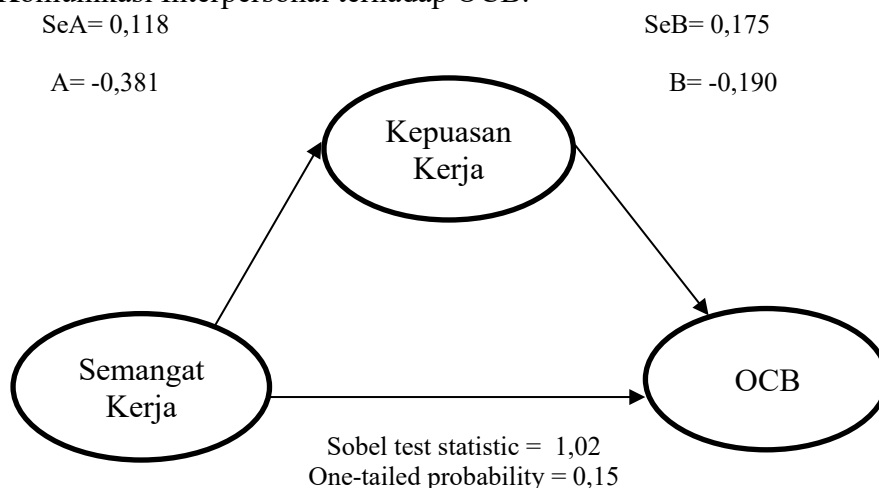 Komunikasi Interpersonal terhadap OCB.
SeA= 0,118
SeB= 0,175
A= -0,381
B= -0,190
Kepuasan
Kerja
Semangat
Kerja
OCB
Sobel test statistic = 1,02
One-tailed probability = 0,15